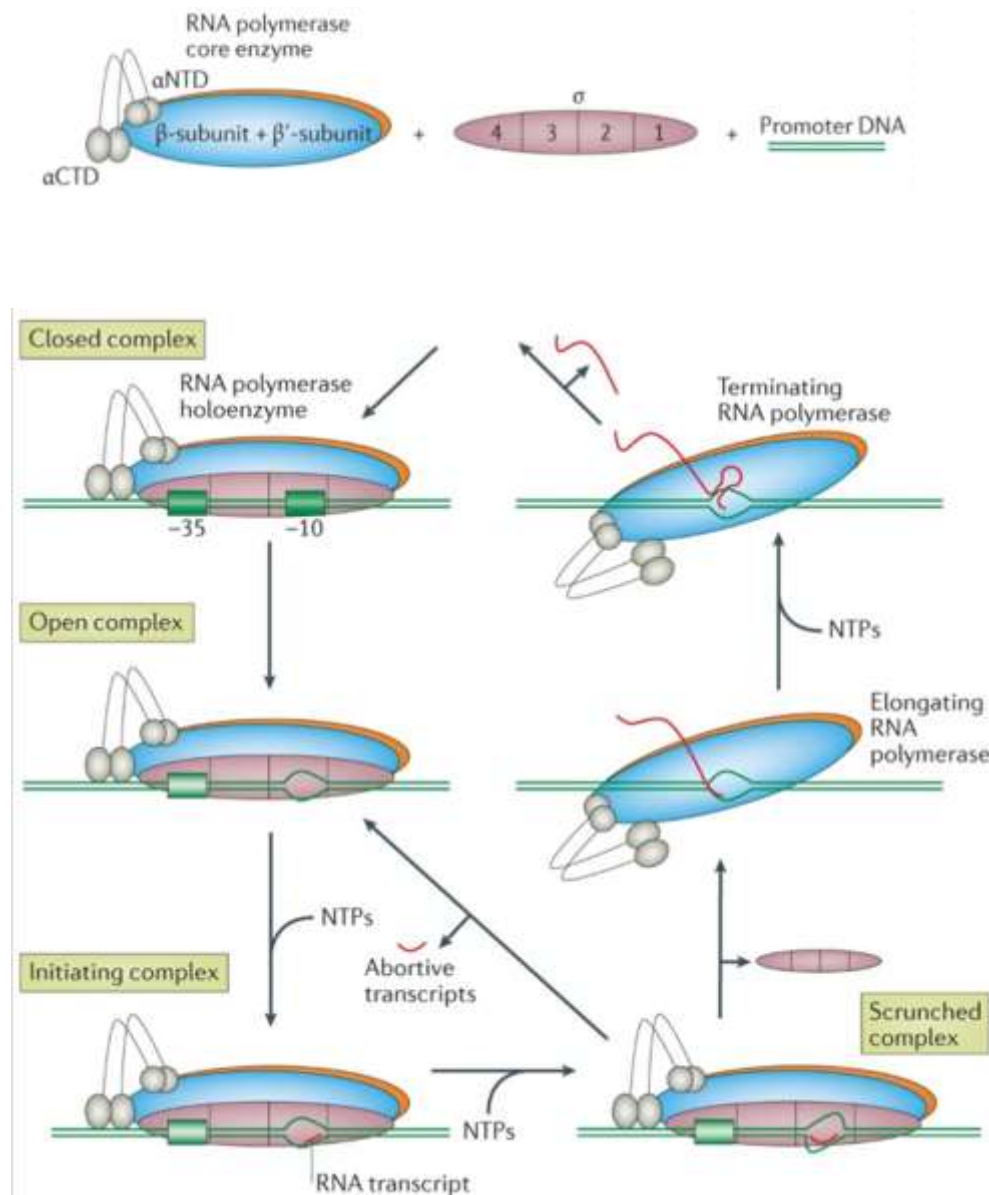 RNA polymerase
core enzyme
αNTD
β-subunit + β′-subunit
αCTD
+
σ
4 3 2 1
+
Promoter DNA
Closed complex
RNA polymerase
holoenzyme
−35
−10
Terminating
RNA polymerase
Open complex
NTPs
Elongating
RNA
polymerase
NTPs
Abortive
transcripts
Initiating complex
Scrunched
complex
NTPs
RNA transcript